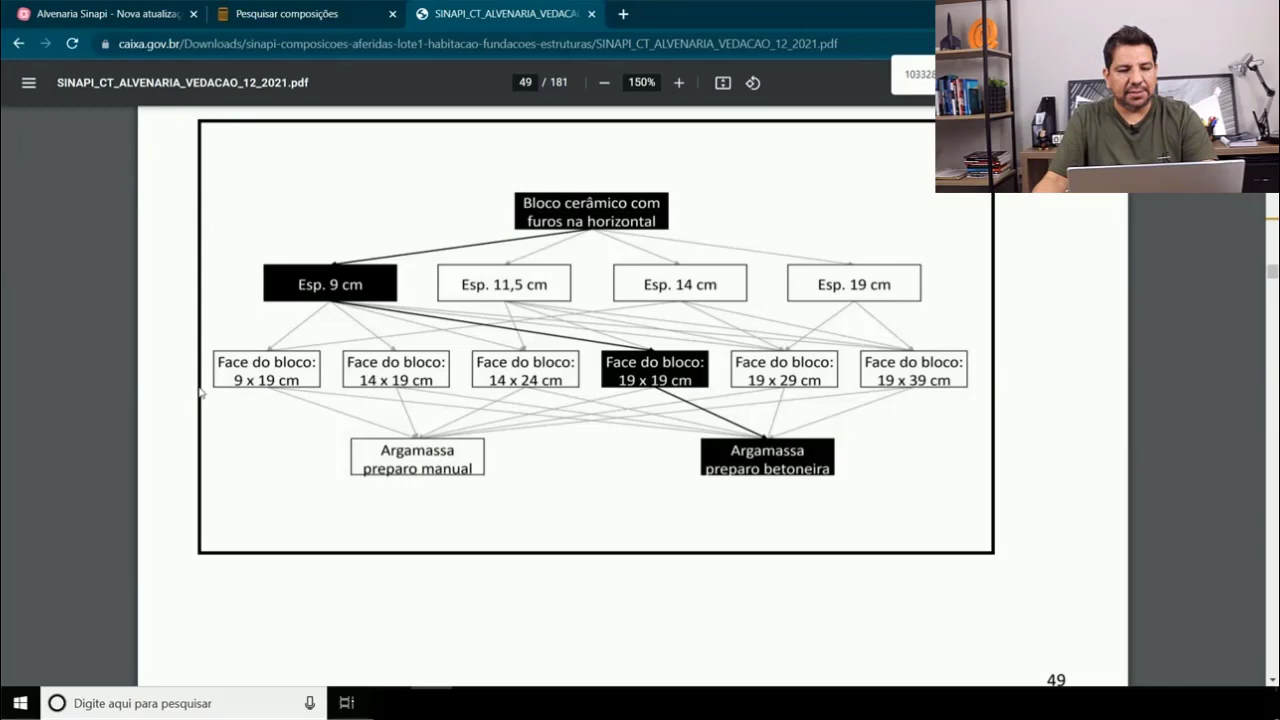 Alvenaria Sinapi - Nova atualizaç
Pesquisar composições
SINAPI_CT_ALVENARIA_VEDACA
caixa.gov.br/Downloads/sinapi-composicoes-aferidas-lote1-habitacao-fundacoes-estruturas/SINAPI_CT_ALVENARIA_VEDACAO_12_2021.pdf
SINAPI_CT_ALVENARIA_VEDACAO_12_2021.pdf
49 / 181
150%
103328
Bloco cerâmico com
furos na horizontal
Esp. 9 cm
Esp. 11,5 cm
Esp. 14 cm
Esp. 19 cm
Face do bloco:
9 x 19 cm
Face do bloco:
14 x 19 cm
Face do bloco:
14 x 24 cm
Face do bloco:
19 x 19 cm
Face do bloco:
19 x 29 cm
Face do bloco:
19 x 39 cm
Argamassa
preparo manual
Argamassa
preparo betoneira
49
Digite aqui para pesquisar